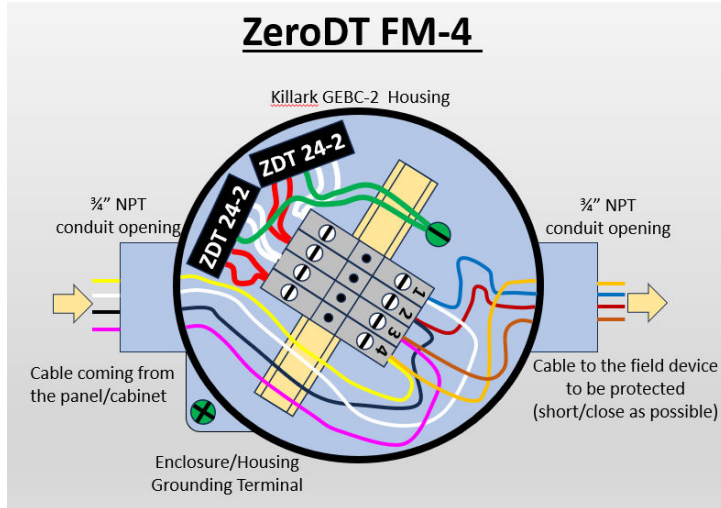 ZeroDT FM-4
Killark GEBC-2 Housing
ZDT 24-2
ZDT 24-2
¾” NPT
conduit opening
¾” NPT
conduit opening
1
2
3
4
Cable coming from
the panel/cabinet
Cable to the field device
to be protected
(short/close as possible)
Enclosure/Housing
Grounding Terminal